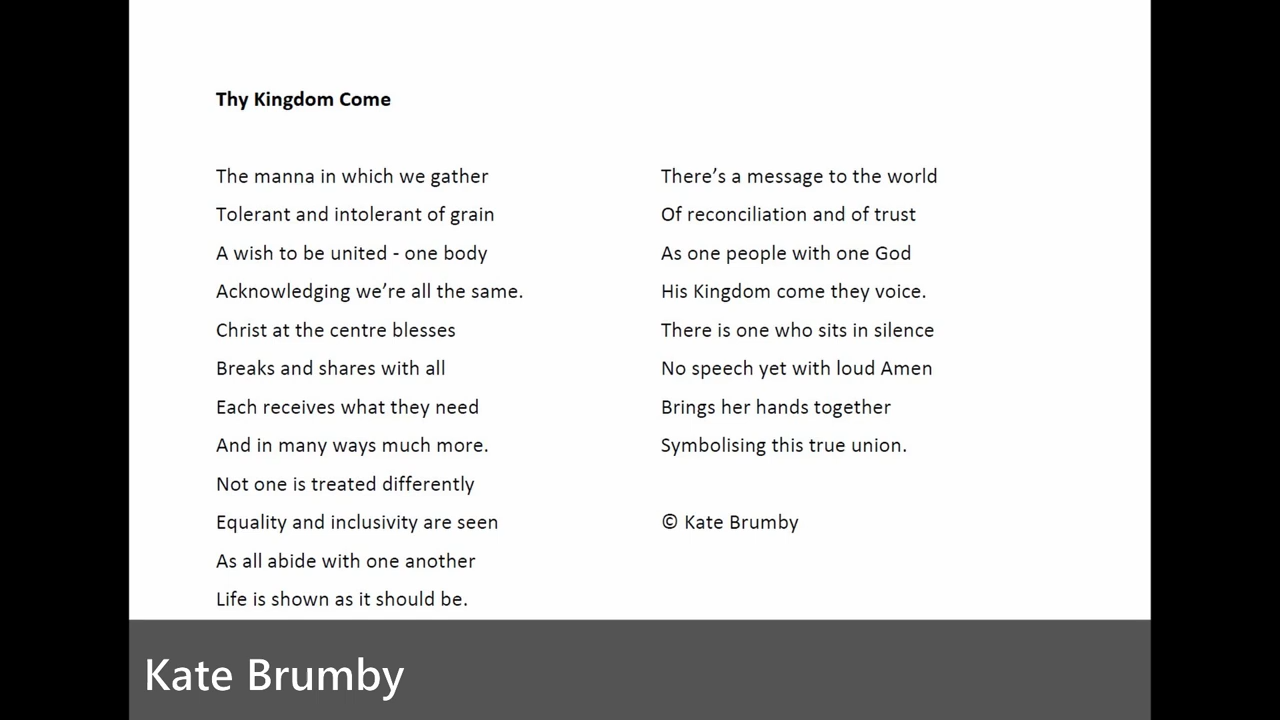 Thy Kingdom Come
The manna in which we gather
Tolerant and intolerant of grain
A wish to be united - one body
Acknowledging we’re all the same.
Christ at the centre blesses
Breaks and shares with all
Each receives what they need
And in many ways much more.
Not one is treated differently
Equality and inclusivity are seen
As all abide with one another
Life is shown as it should be.
There’s a message to the world
Of reconciliation and of trust
As one people with one God
His Kingdom come they voice.
There is one who sits in silence
No speech yet with loud Amen
Brings her hands together
Symbolising this true union.
© Kate Brumby
Kate Brumby